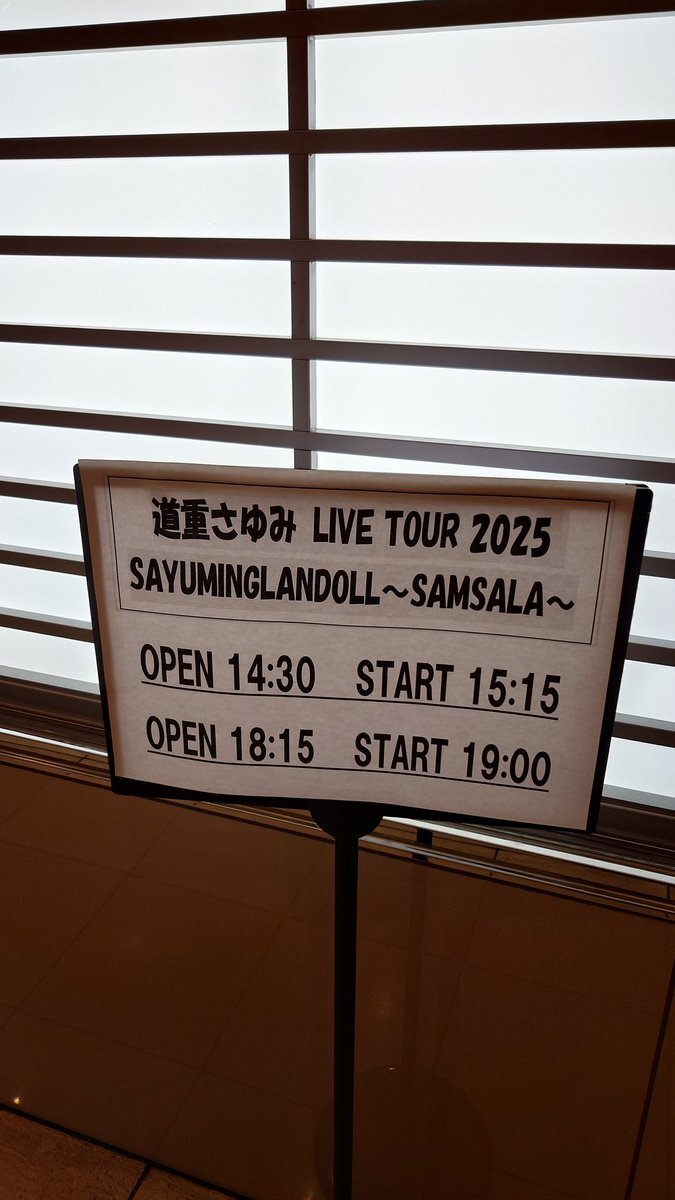 道重さゆみ LIVE TOUR 2025
SAYUMINGLANDOLL〜SAMSALA〜
OPEN 14:30 START 15:15
OPEN 18:15 START 19:00